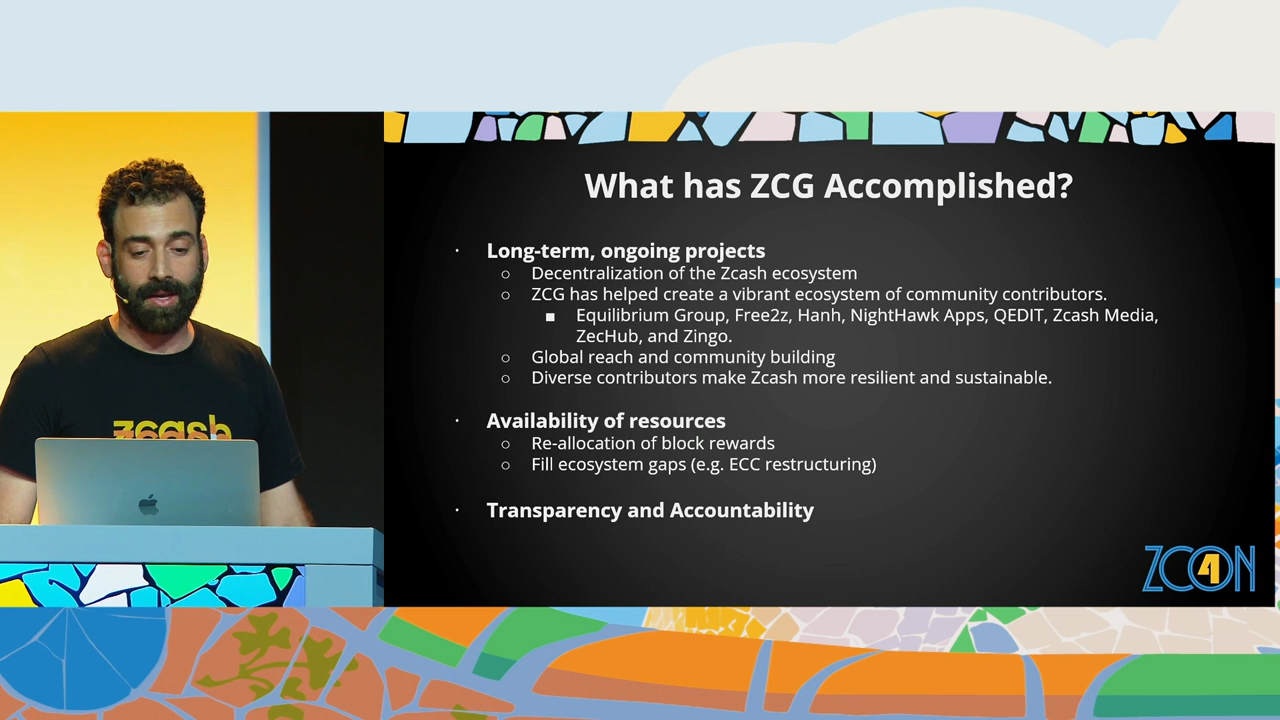 zcash
What has ZCG Accomplished?
· Long-term, ongoing projects
○ Decentralization of the Zcash ecosystem
○ ZCG has helped create a vibrant ecosystem of community contributors.
■ Equilibrium Group, Free2z, Hanh, NightHawk Apps, QEDIT, Zcash Media,
ZecHub, and Zingo.
○ Global reach and community building
○ Diverse contributors make Zcash more resilient and sustainable.
· Availability of resources
○ Re-allocation of block rewards
○ Fill ecosystem gaps (e.g. ECC restructuring)
· Transparency and Accountability
ZCON4